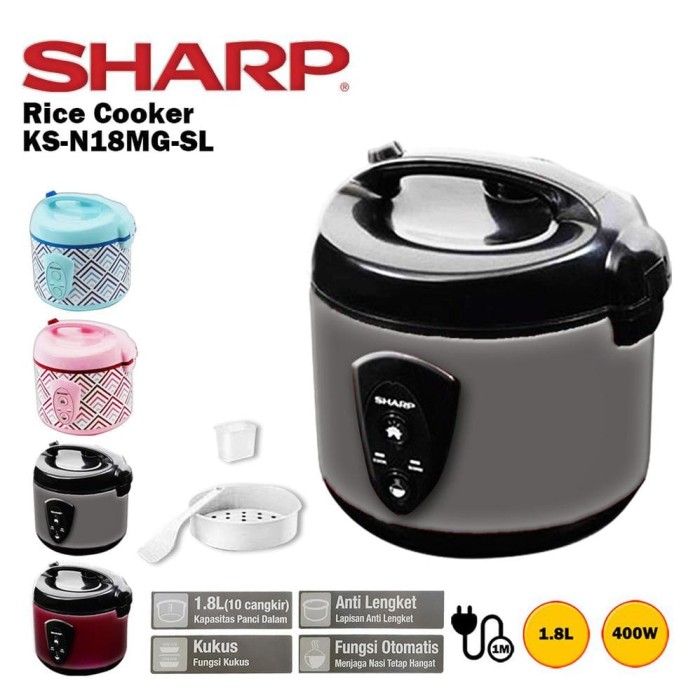 SHARP®
Rice Cooker
KS-N18MG-SL
SHARP
1.8L(10 cangkir)
Kapasitas Panci Dalam
Anti Lengket
Lapisan Anti Lengket
Kukus
Fungsi Kukus
Fungsi Otomatis
Menjaga Nasi Tetap Hangat
1M
1.8L
400W